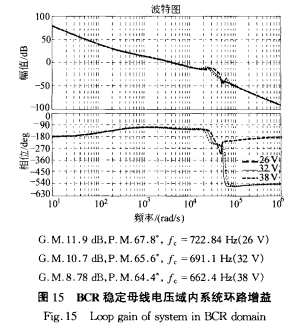 波特图
100
50
0
−50
−100
幅值/dB
0
−90
−180
−270
−360
−450
−540
−630
相位/deg
26 V
32 V
38 V
10¹ 10² 10³ 10⁴ 10⁵ 10⁶
频率/(rad/s)
G.M.11.9 dB,P.M.67.8°, fc=722.84 Hz(26 V)
G.M.10.7 dB,P.M.65.6°, fc=691.1 Hz(32 V)
G.M.8.78 dB,P.M.64.4°, fc=662.4 Hz(38 V)
图 15 BCR 稳定母线电压域内系统环路增益
Fig.15 Loop gain of system in BCR domain